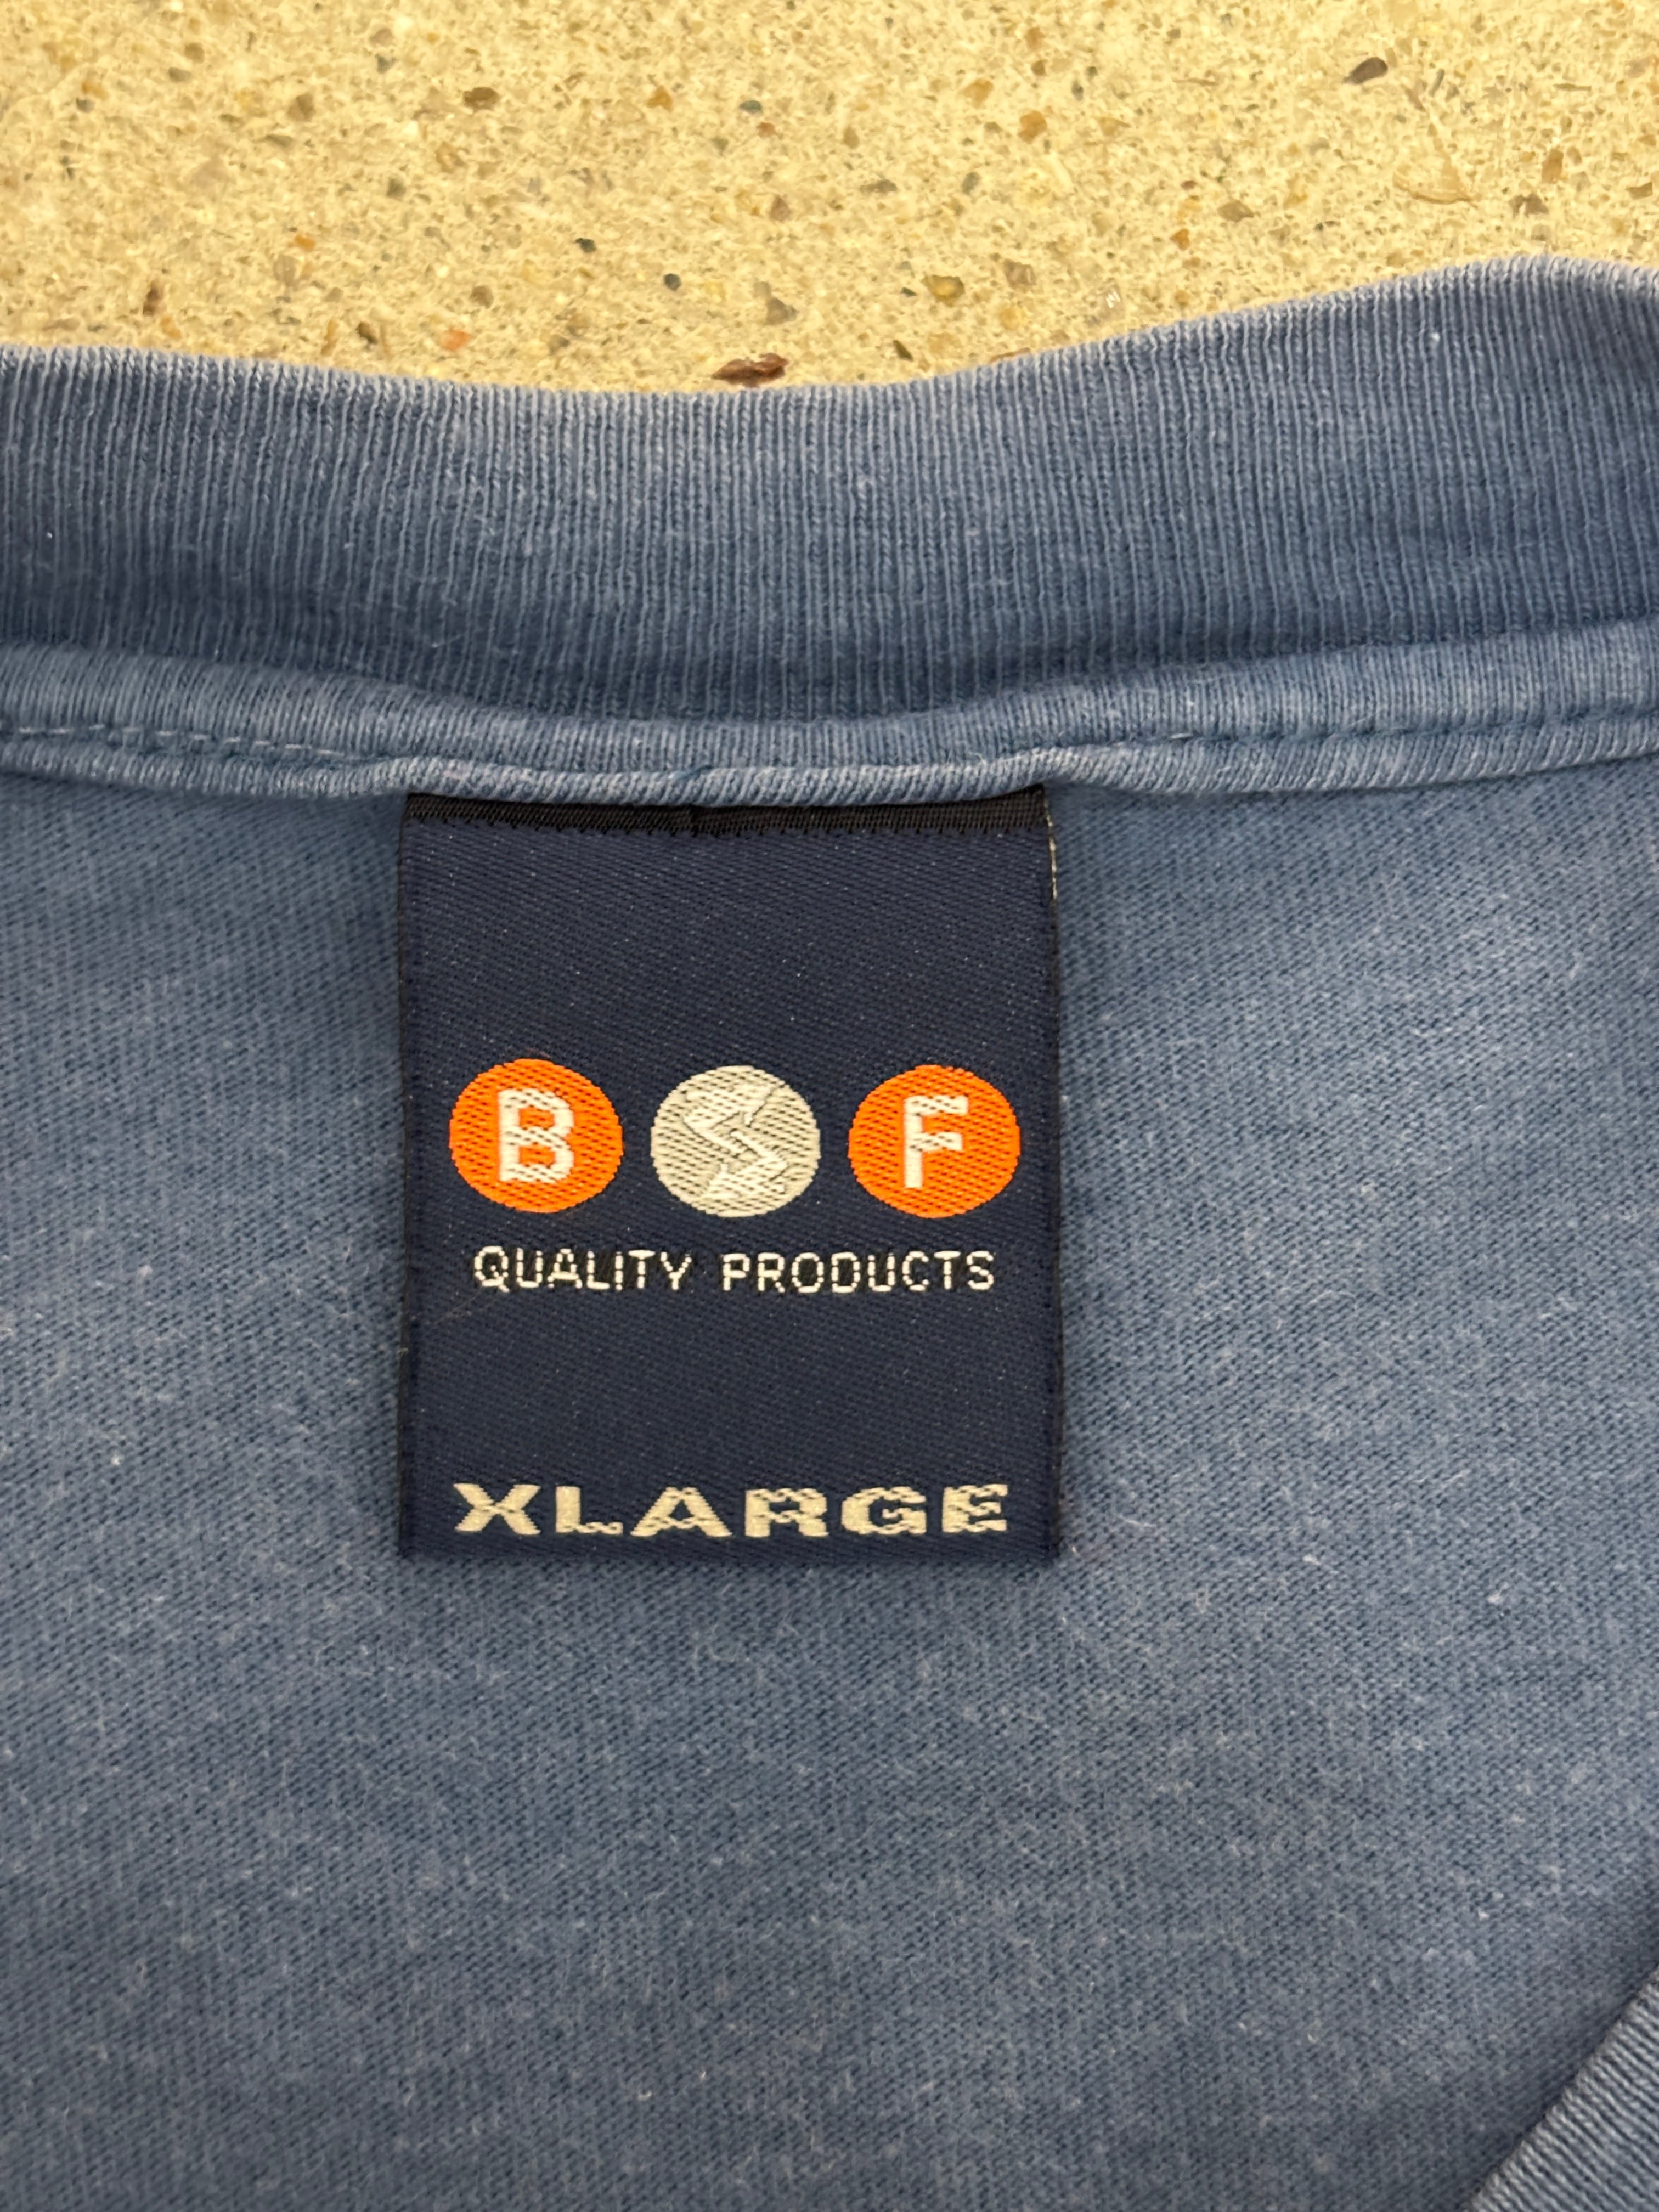 B S F
QUALITY PRODUCTS
XLARGE